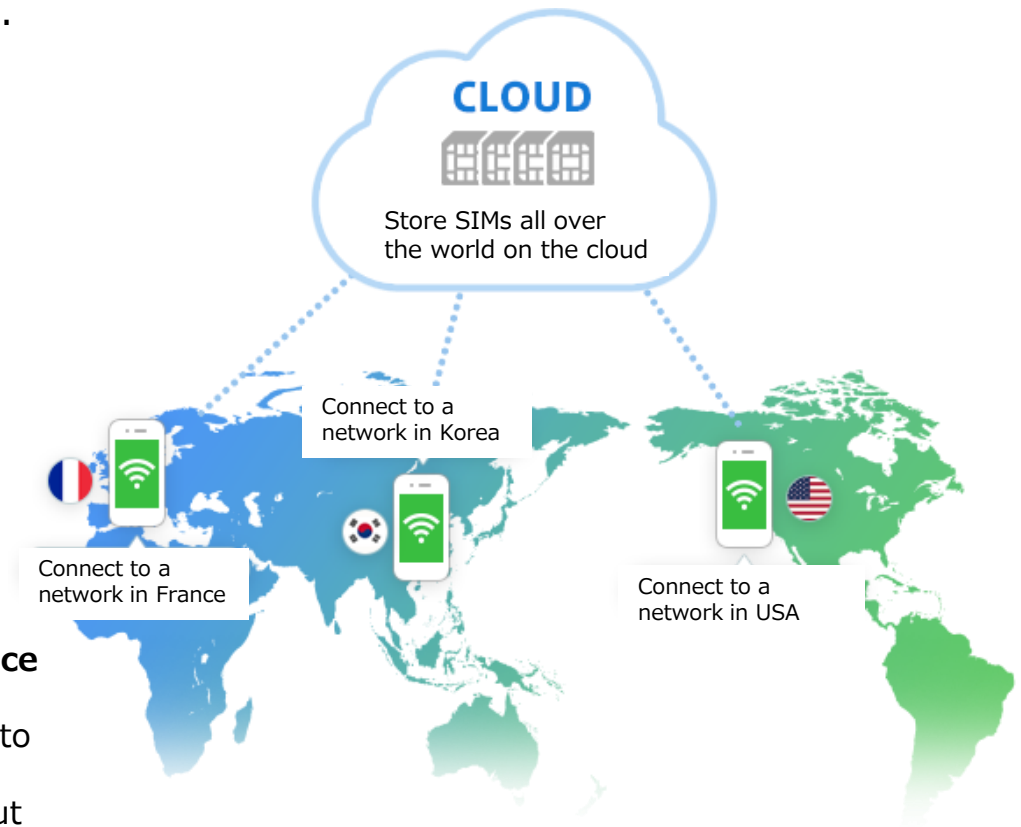 .
CLOUD
Store SIMs all over
the world on the cloud
Connect to a
network in Korea
Connect to a
network in France
Connect to a
network in USA
ce
to
ut